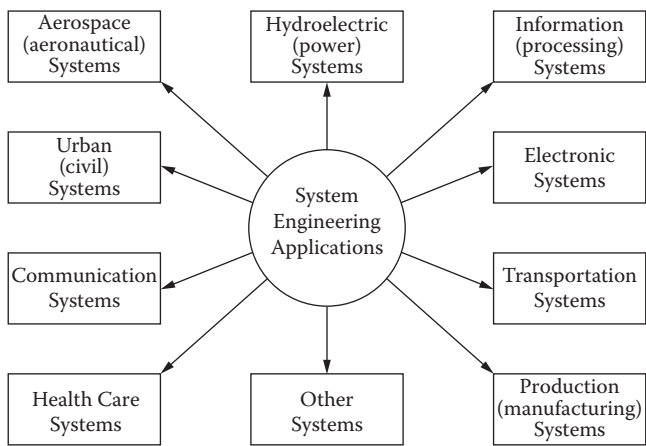 Aerospace
(aeronautical)
Systems
Hydroelectric
(power)
Systems
Information
(processing)
Systems
Urban
(civil)
Systems
System
Engineering
Applications
Electronic
Systems
Communication
Systems
Transportation
Systems
Health Care
Systems
Other
Systems
Production
(manufacturing)
Systems